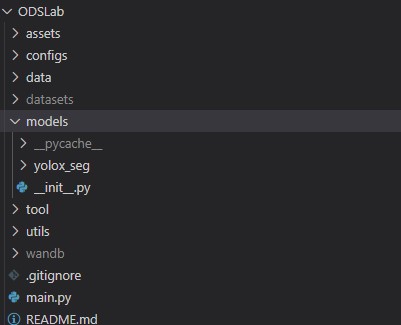 ODSLab
assets
configs
data
datasets
models
__pycache__
yolox_seg
__init__.py
tool
utils
wandb
.gitignore
main.py
README.md